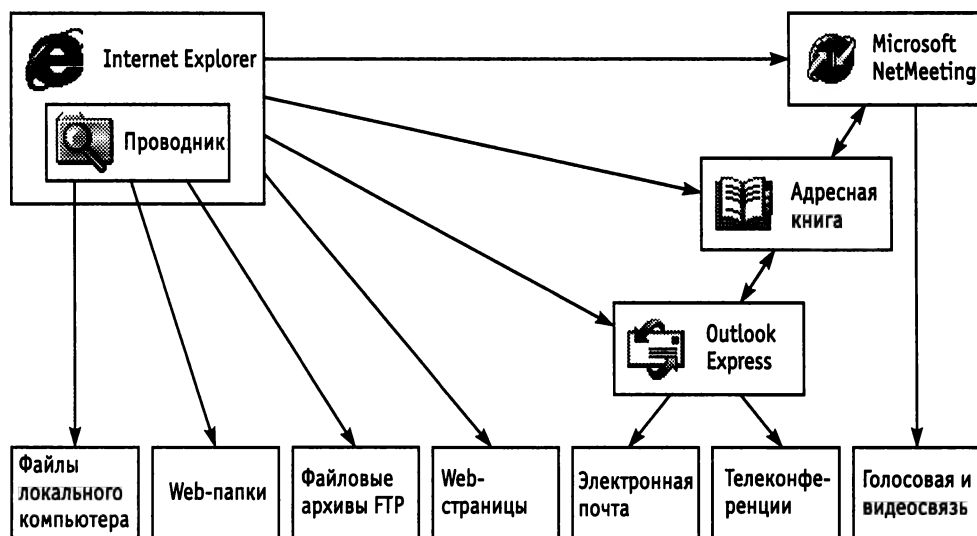 Internet Explorer
Проводник
Microsoft
NetMeeting
Адресная
книга
Outlook
Express
Файлы
локального
компьютера
Web-папки
Файловые
архивы FTP
Web-
страницы
Электронная
почта
Телеконфе-
ренции
Голосовая и
видеосвязь